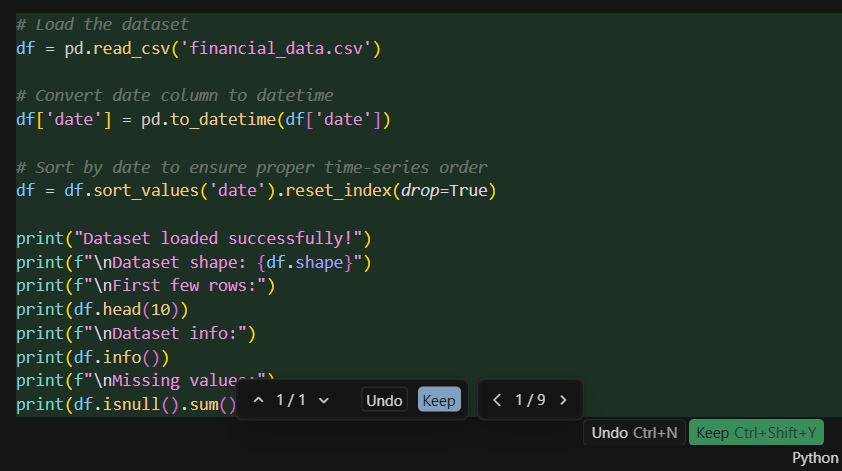 # Load the dataset
df = pd.read_csv('financial_data.csv')
# Convert date column to datetime
df['date'] = pd.to_datetime(df['date'])
# Sort by date to ensure proper time-series order
df = df.sort_values('date').reset_index(drop=True)
print("Dataset loaded successfully!")
print(f"\nDataset shape: {df.shape}")
print(f"\nFirst few rows:")
print(df.head(10))
print(f"\nDataset info:")
print(df.info())
print(f"\nMissing values:")
print(df.isnull().sum()
1 / 1 Undo Keep 1 / 9
Undo Ctrl+N Keep Ctrl+Shift+Y
Python